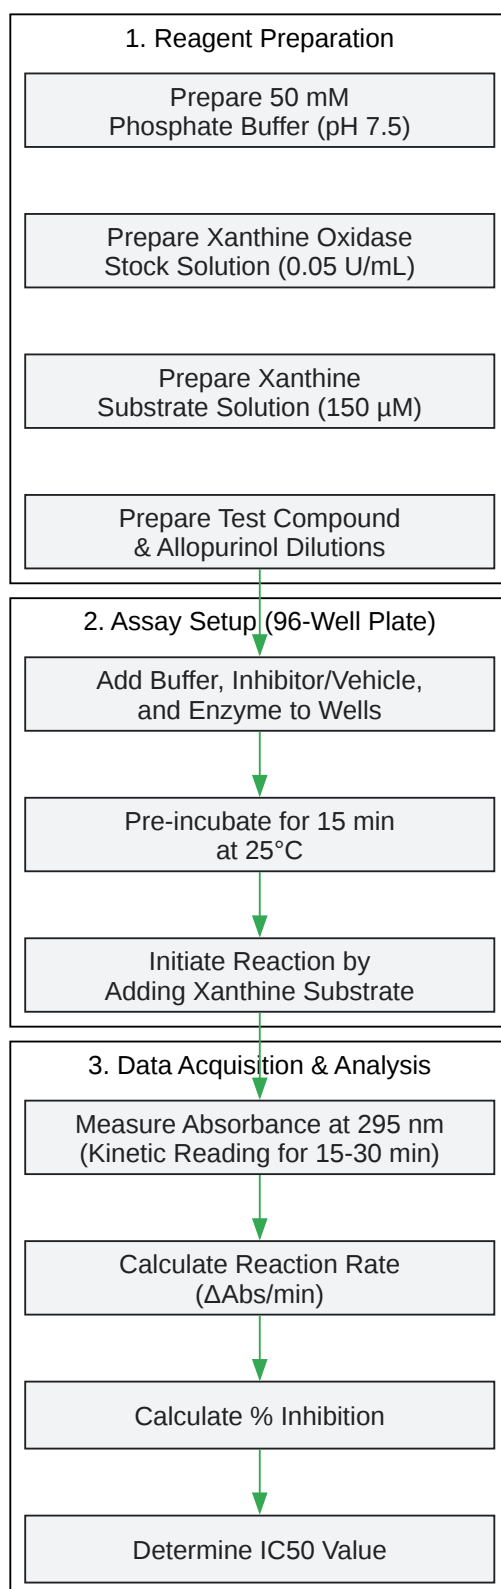 1. Reagent Preparation
Prepare 50 mM
Phosphate Buffer (pH 7.5)
Prepare Xanthine Oxidase
Stock Solution (0.05 U/mL)
Prepare Xanthine
Substrate Solution (150 µM)
Prepare Test Compound
& Allopurinol Dilutions
2. Assay Setup (96-Well Plate)
Add Buffer, Inhibitor/Vehicle,
and Enzyme to Wells
Pre-incubate for 15 min
at 25°C
Initiate Reaction by
Adding Xanthine Substrate
3. Data Acquisition & Analysis
Measure Absorbance at 295 nm
(Kinetic Reading for 15-30 min)
Calculate Reaction Rate
(ΔAbs/min)
Calculate % Inhibition
Determine IC50 Value